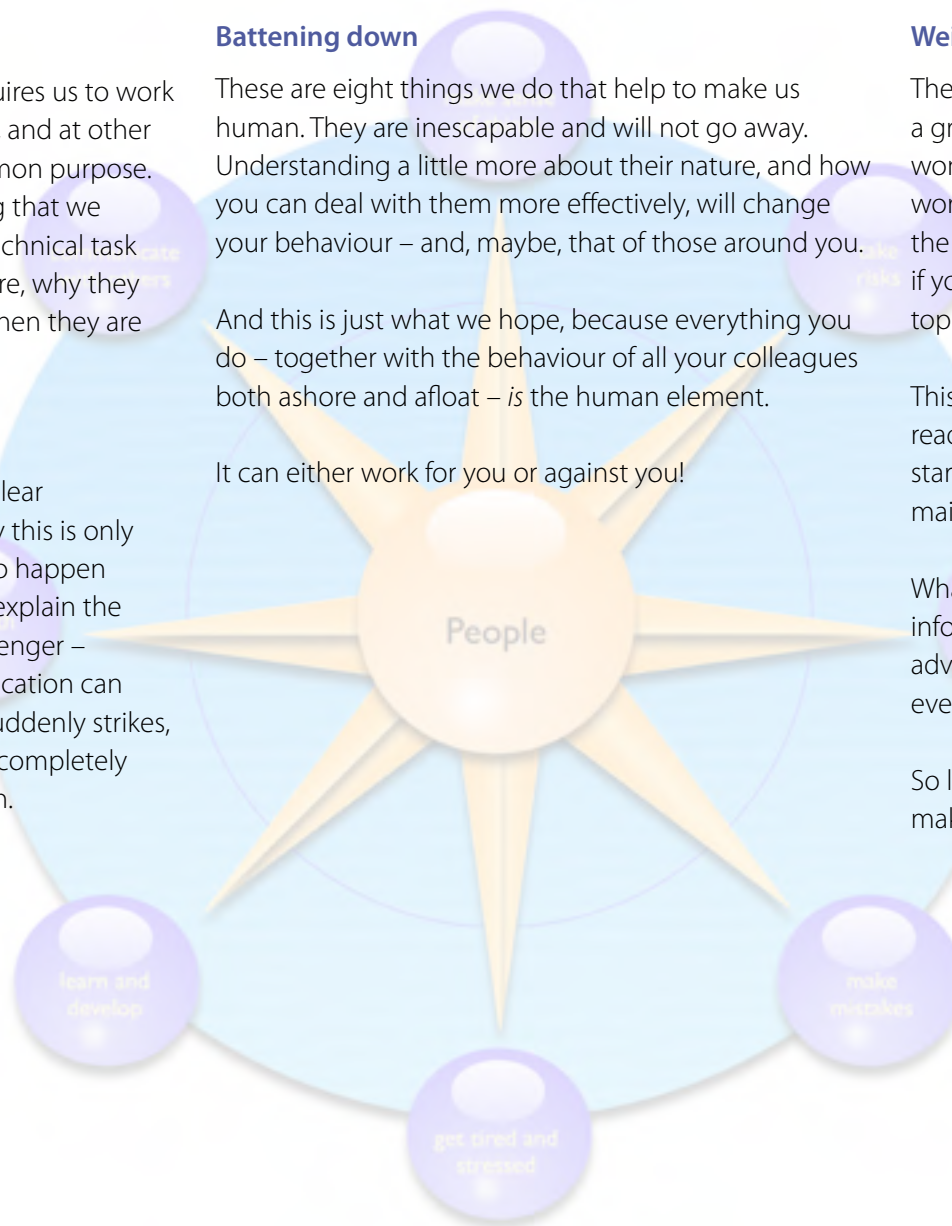 uires us to work
and at other
mon purpose.
g that we
chnical task
re, why they
hen they are
lear
y this is only
o happen
explain the
enger –
cation can
uddenly strikes,
completely
n.
Battening down
These are eight things we do that help to make us
human. They are inescapable and will not go away.
Understanding a little more about their nature, and how
you can deal with them more effectively, will change
your behaviour – and, maybe, that of those around you.
And this is just what we hope, because everything you
do – together with the behaviour of all your colleagues
both ashore and afloat – is the human element.
It can either work for you or against you!
We
The
a gr
wor
wor
the
if yo
top
This
read
star
mai
Wha
info
adv
eve
So l
mak
take
risks
People
learn and
develop
make
mistakes
get tired and
stressed